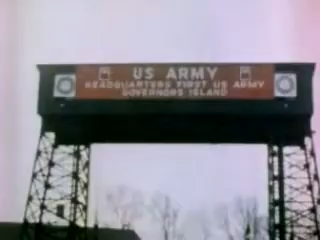 US ARMY
HEADQUARTERS FIRST US ARMY
GOVERNORS ISLAND